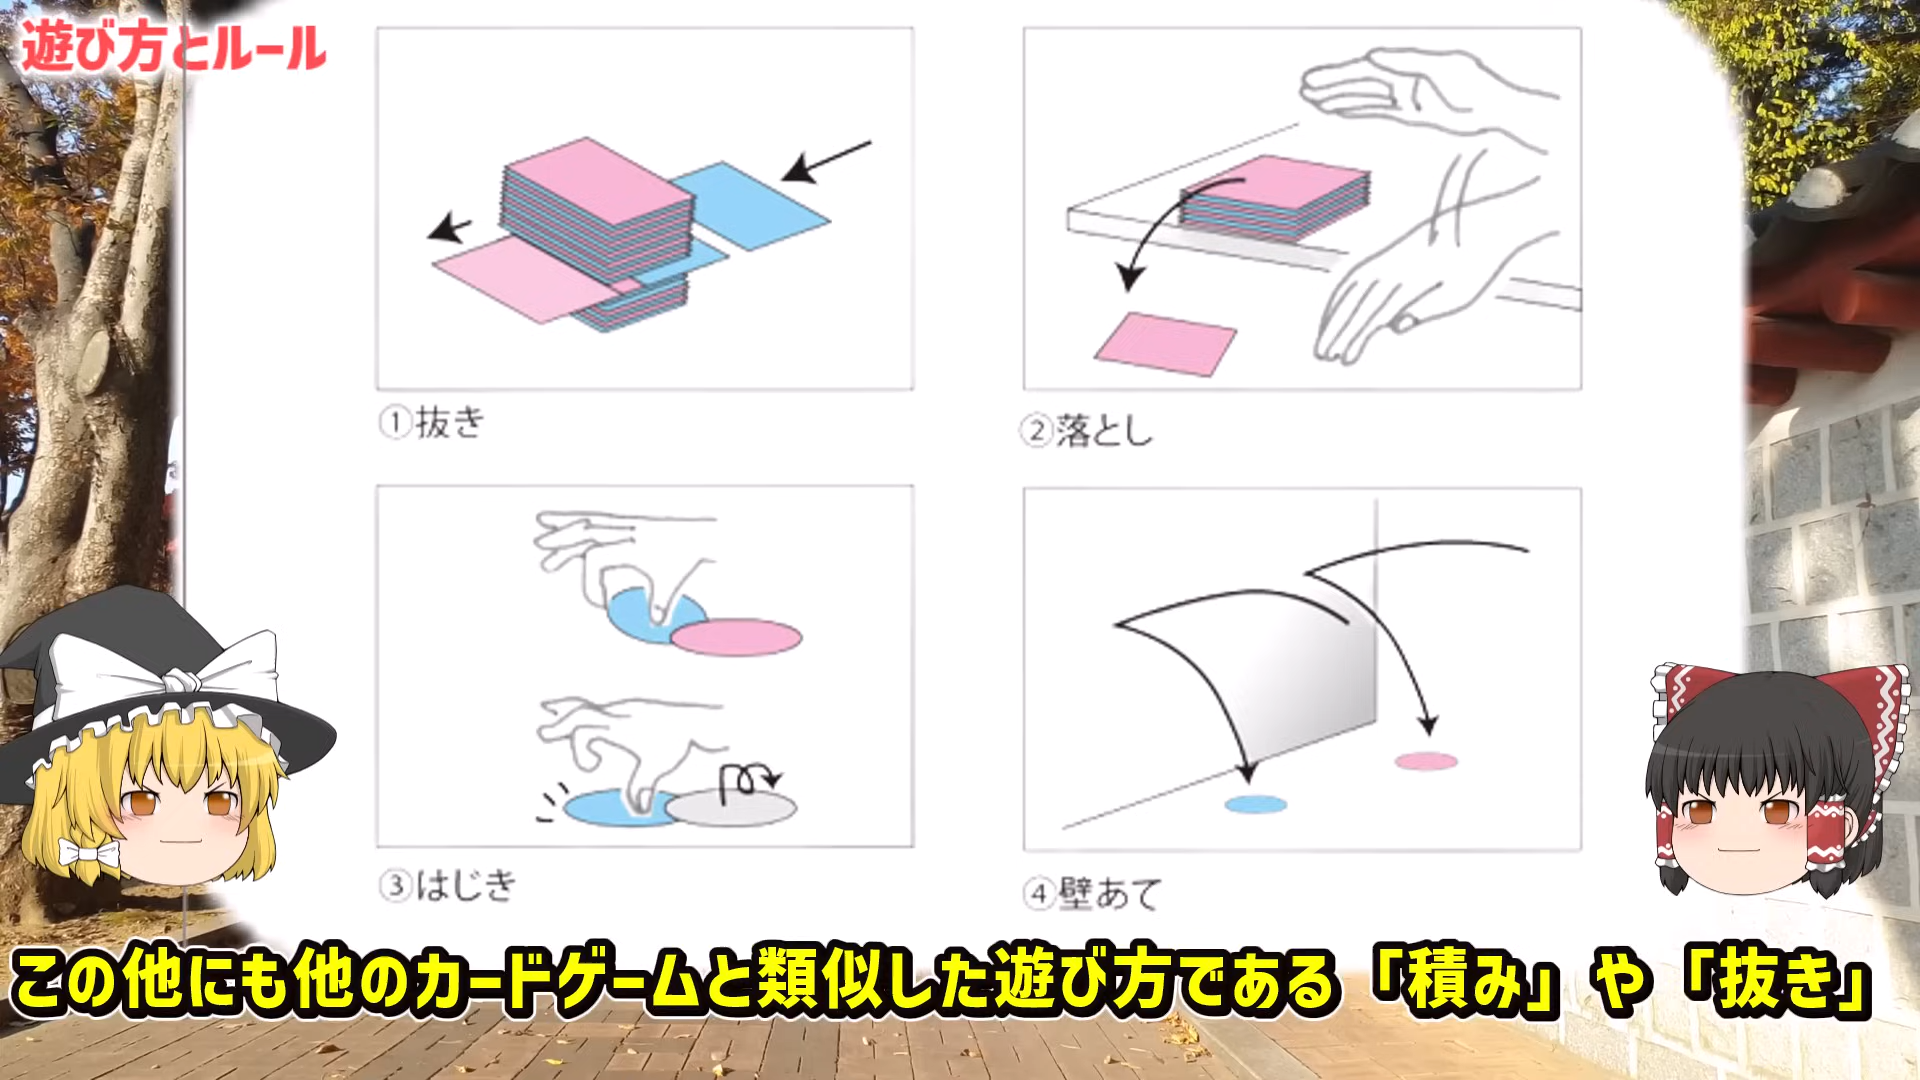 遊び方とルール
①抜き
②落とし
③はじき
④壁あて
この他にも他のカードゲームと類似した遊び方である「積み」や「抜き」